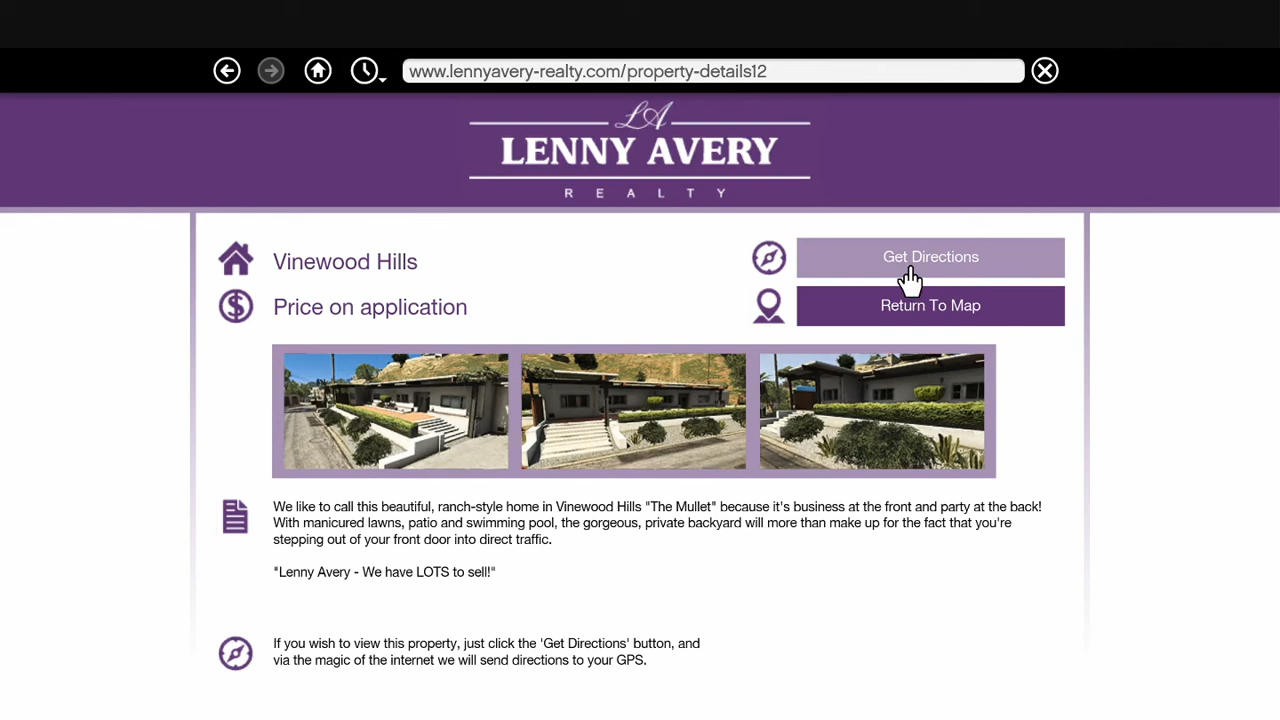 www.lennyavery-realty.com/property-details12
LA
LENNY AVERY
REALTY
Vinewood Hills
Get Directions
Price on application
Return To Map
We like to call this beautiful, ranch-style home in Vinewood Hills "The Mullet" because it's business at the front and party at the back!
With manicured lawns, patio and swimming pool, the gorgeous, private backyard will more than make up for the fact that you're
stepping out of your front door into direct traffic.
"Lenny Avery - We have LOTS to sell!"
If you wish to view this property, just click the 'Get Directions' button, and
via the magic of the internet we will send directions to your GPS.